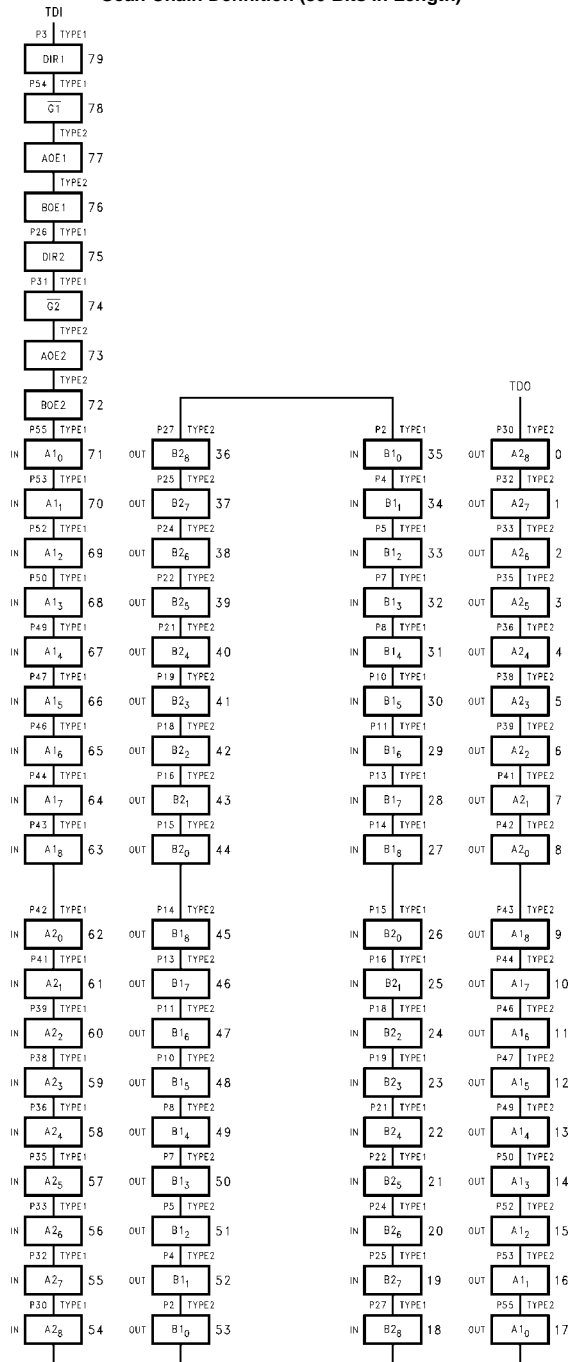 Scan Chain Definition (80 Bits in Length)
TDI
P3 TYPE1
DIR1 79
P54 TYPE1
G̅1̅ 78
TYPE2
AOE1 77
TYPE2
BOE1 76
P26 TYPE1
DIR2 75
P31 TYPE1
G̅2̅ 74
TYPE2
AOE2 73
TYPE2
BOE2 72
P55 TYPE1
IN A1₀ 71
P53 TYPE1
IN A1₁ 70
P52 TYPE1
IN A1₂ 69
P50 TYPE1
IN A1₃ 68
P49 TYPE1
IN A1₄ 67
P47 TYPE1
IN A1₅ 66
P46 TYPE1
IN A1₆ 65
P44 TYPE1
IN A1₇ 64
P43 TYPE1
IN A1₈ 63
P42 TYPE1
IN A2₀ 62
P41 TYPE1
IN A2₁ 61
P39 TYPE1
IN A2₂ 60
P38 TYPE1
IN A2₃ 59
P36 TYPE1
IN A2₄ 58
P35 TYPE1
IN A2₅ 57
P33 TYPE1
IN A2₆ 56
P32 TYPE1
IN A2₇ 55
P30 TYPE1
IN A2₈ 54
P27 TYPE2
OUT B2₈ 36
P25 TYPE2
OUT B2₇ 37
P24 TYPE2
OUT B2₆ 38
P22 TYPE2
OUT B2₅ 39
P21 TYPE2
OUT B2₄ 40
P19 TYPE2
OUT B2₃ 41
P18 TYPE2
OUT B2₂ 42
P16 TYPE2
OUT B2₁ 43
P15 TYPE2
OUT B2₀ 44
P14 TYPE2
OUT B1₈ 45
P13 TYPE2
OUT B1₇ 46
P11 TYPE2
OUT B1₆ 47
P10 TYPE2
OUT B1₅ 48
P8 TYPE2
OUT B1₄ 49
P7 TYPE2
OUT B1₃ 50
P5 TYPE2
OUT B1₂ 51
P4 TYPE2
OUT B1₁ 52
P2 TYPE2
OUT B1₀ 53
P2 TYPE1
IN B1₀ 35
P4 TYPE1
IN B1₁ 34
P5 TYPE1
IN B1₂ 33
P7 TYPE1
IN B1₃ 32
P8 TYPE1
IN B1₄ 31
P10 TYPE1
IN B1₅ 30
P11 TYPE1
IN B1₆ 29
P13 TYPE1
IN B1₇ 28
P14 TYPE1
IN B1₈ 27
P15 TYPE1
IN B2₀ 26
P16 TYPE1
IN B2₁ 25
P18 TYPE1
IN B2₂ 24
P19 TYPE1
IN B2₃ 23
P21 TYPE1
IN B2₄ 22
P22 TYPE1
IN B2₅ 21
P24 TYPE1
IN B2₆ 20
P25 TYPE1
IN B2₇ 19
P27 TYPE1
IN B2₈ 18
TDO
P30 TYPE2
OUT A2₈ 0
P32 TYPE2
OUT A2₇ 1
P33 TYPE2
OUT A2₆ 2
P35 TYPE2
OUT A2₅ 3
P36 TYPE2
OUT A2₄ 4
P38 TYPE2
OUT A2₃ 5
P39 TYPE2
OUT A2₂ 6
P41 TYPE2
OUT A2₁ 7
P42 TYPE2
OUT A2₀ 8
P43 TYPE2
OUT A1₈ 9
P44 TYPE2
OUT A1₇ 10
P46 TYPE2
OUT A1₆ 11
P47 TYPE2
OUT A1₅ 12
P49 TYPE2
OUT A1₄ 13
P50 TYPE2
OUT A1₃ 14
P52 TYPE2
OUT A1₂ 15
P53 TYPE2
OUT A1₁ 16
P55 TYPE2
OUT A1₀ 17